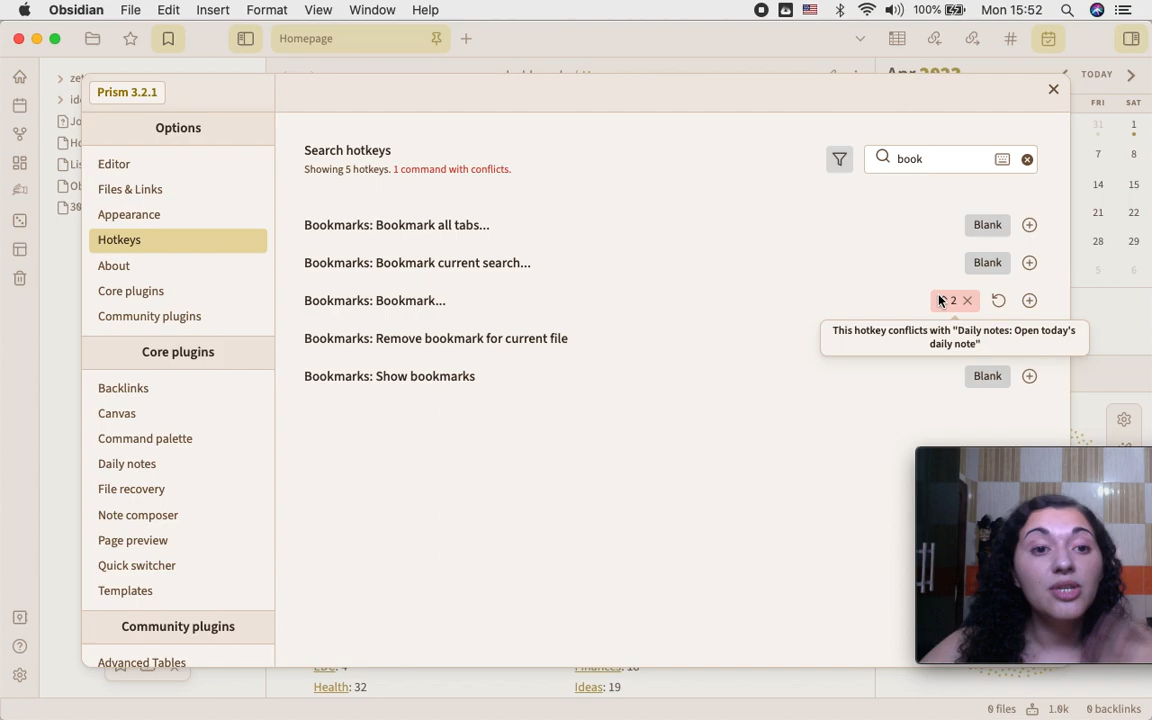 Obsidian File Edit Insert Format View Window Help 100% Mon 15:52
Homepage
Prism 3.2.1
Apr 2023
TODAY
FRI SAT
31 1
7 8
14 15
21 22
28 29
5 6
Options
Editor
Files & Links
Appearance
Hotkeys
About
Core plugins
Community plugins
Core plugins
Backlinks
Canvas
Command palette
Daily notes
File recovery
Note composer
Page preview
Quick switcher
Templates
Community plugins
Advanced Tables
Search hotkeys
Showing 5 hotkeys. 1 command with conflicts.
book
Bookmarks: Bookmark all tabs...
Blank
Bookmarks: Bookmark current search...
Blank
Bookmarks: Bookmark...
2
This hotkey conflicts with "Daily notes: Open today's
daily note"
Bookmarks: Remove bookmark for current file
Bookmarks: Show bookmarks
Blank
Health: 32
Ideas: 19
0 files 1.0k 0 backlinks